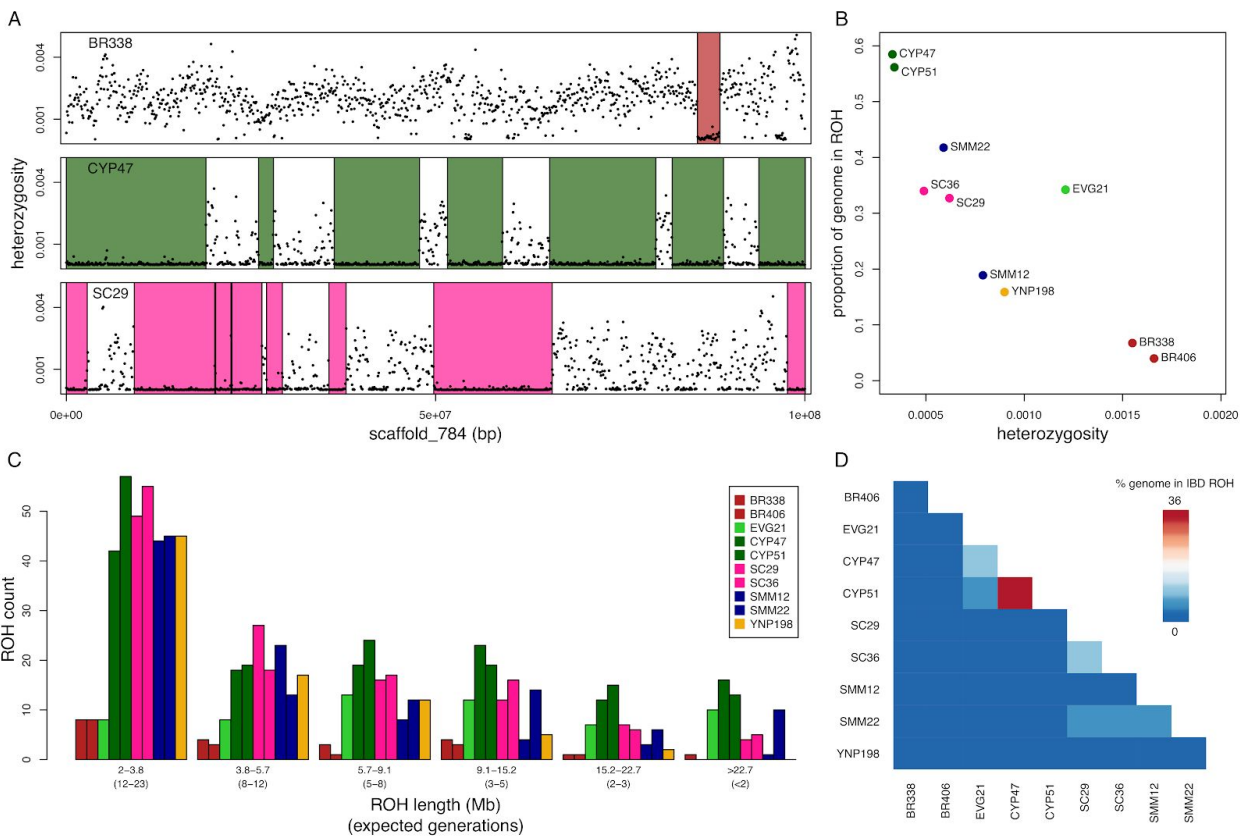 A
BR338
0.004
0.001
CYP47
0.004
0.001
SC29
0.004
0.001
heterozygosity
0e+00
5e+07
1e+08
scaffold_784 (bp)
B
0.6
0.5
0.4
0.3
0.2
0.1
0.0
proportion of genome in ROH
CYP47
CYP51
SMM22
SC36
SC29
EVG21
SMM12
YNP198
BR338
BR406
0.0005
0.0010
0.0015
0.0020
heterozygosity
C
50
40
30
20
10
0
ROH count
BR338
BR406
EVG21
CYP47
CYP51
SC29
SC36
SMM12
SMM22
YNP198
2–3.8
3.8–5.7
5.7–9.1
9.1–15.2
15.2–22.7
>22.7
(12–23)
(8–12)
(5–8)
(3–5)
(2–3)
(<2)
ROH length (Mb)
(expected generations)
D
% genome in IBD ROH
36
0
BR406
EVG21
CYP47
CYP51
SC29
SC36
SMM12
SMM22
YNP198
BR338
BR406
EVG21
CYP47
CYP51
SC29
SC36
SMM12
SMM22